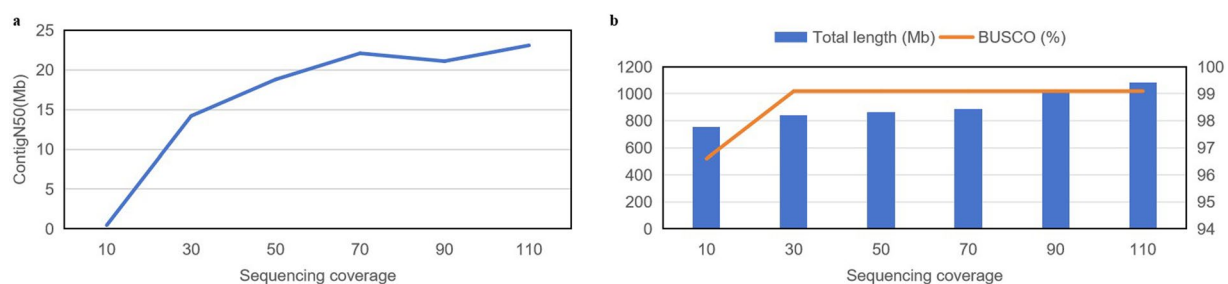 a
ContigN50(Mb)
25
20
15
10
5
0
10 30 50 70 90 110
Sequencing coverage
b
Total length (Mb) BUSCO (%)
1200
1000
800
600
400
200
0
100
99
98
97
96
95
94
10 30 50 70 90 110
Sequencing coverage